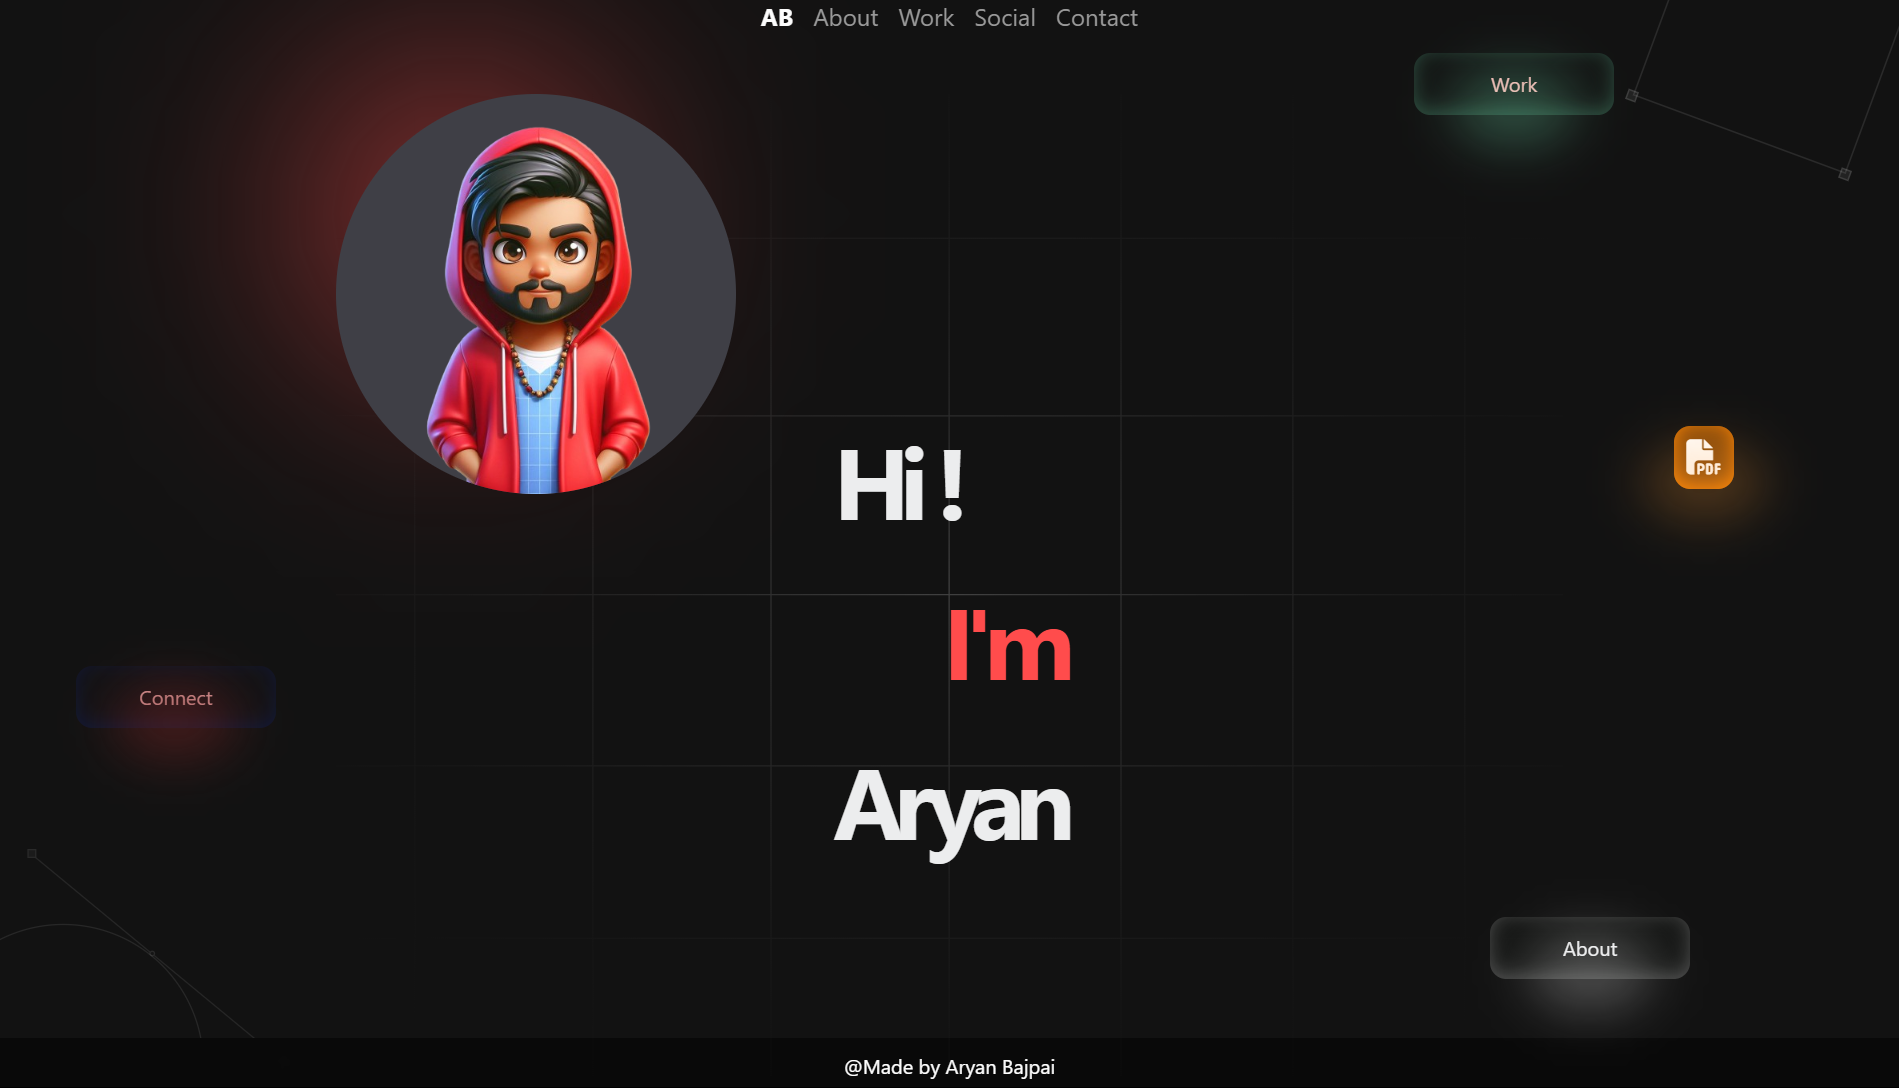 AB About Work Social Contact
Work
Hi !
PDF
I'm
Connect
Aryan
About
@Made by Aryan Bajpai